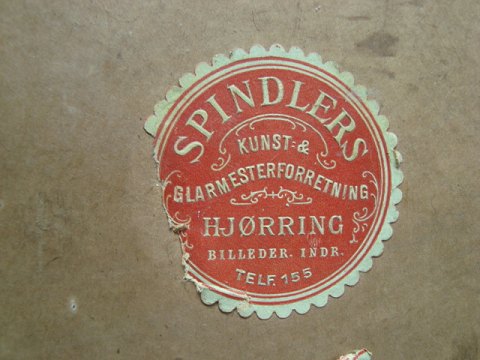 SPINDLERS
KUNST- &
GLARMESTERFORRETNING
HJØRRING
BILLEDER. INDR.
TELF. 155